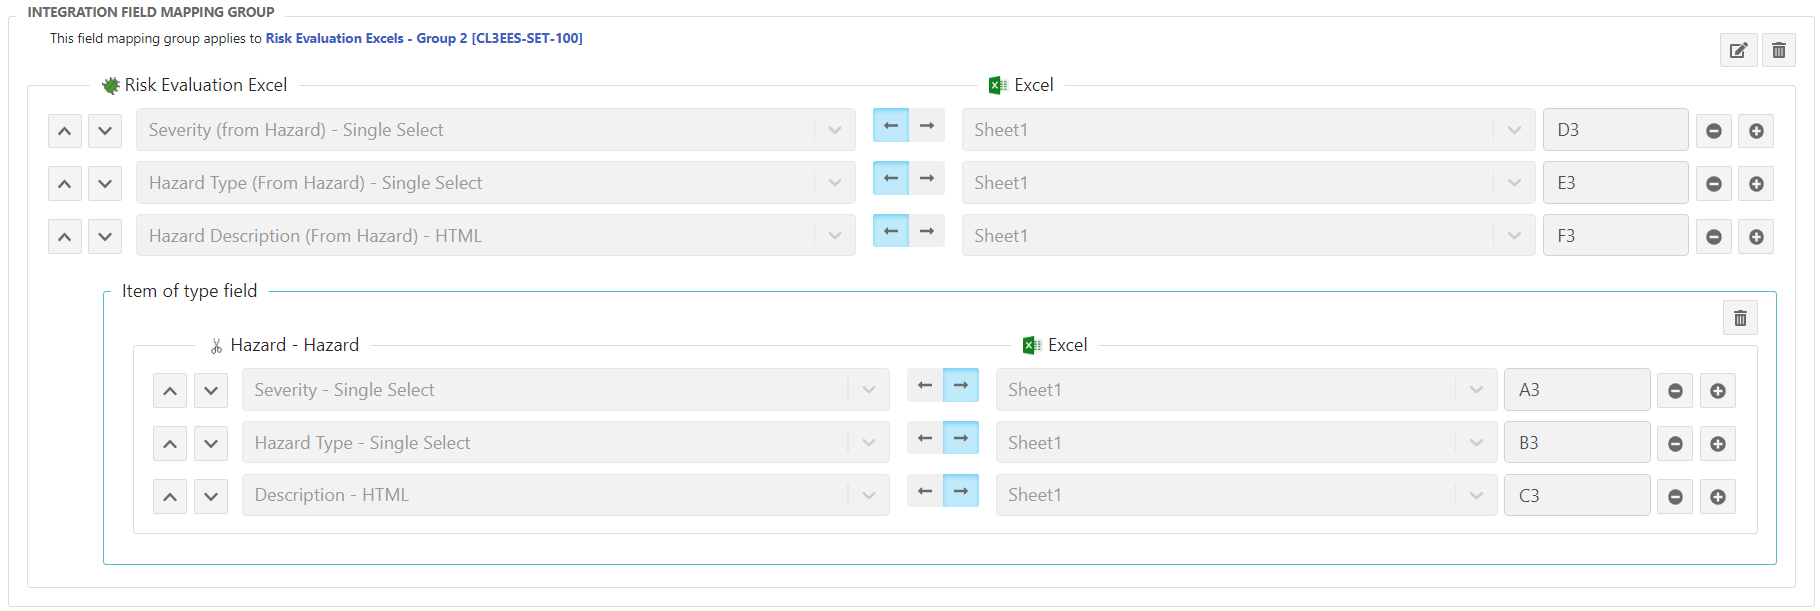 INTEGRATION FIELD MAPPING GROUP
This field mapping group applies to Risk Evaluation Excels - Group 2 [CL3EES-SET-100]
Risk Evaluation Excel Excel
Severity (from Hazard) - Single Select Sheet1 D3
Hazard Type (From Hazard) - Single Select Sheet1 E3
Hazard Description (From Hazard) - HTML Sheet1 F3
Item of type field
Hazard - Hazard Excel
Severity - Single Select Sheet1 A3
Hazard Type - Single Select Sheet1 B3
Description - HTML Sheet1 C3